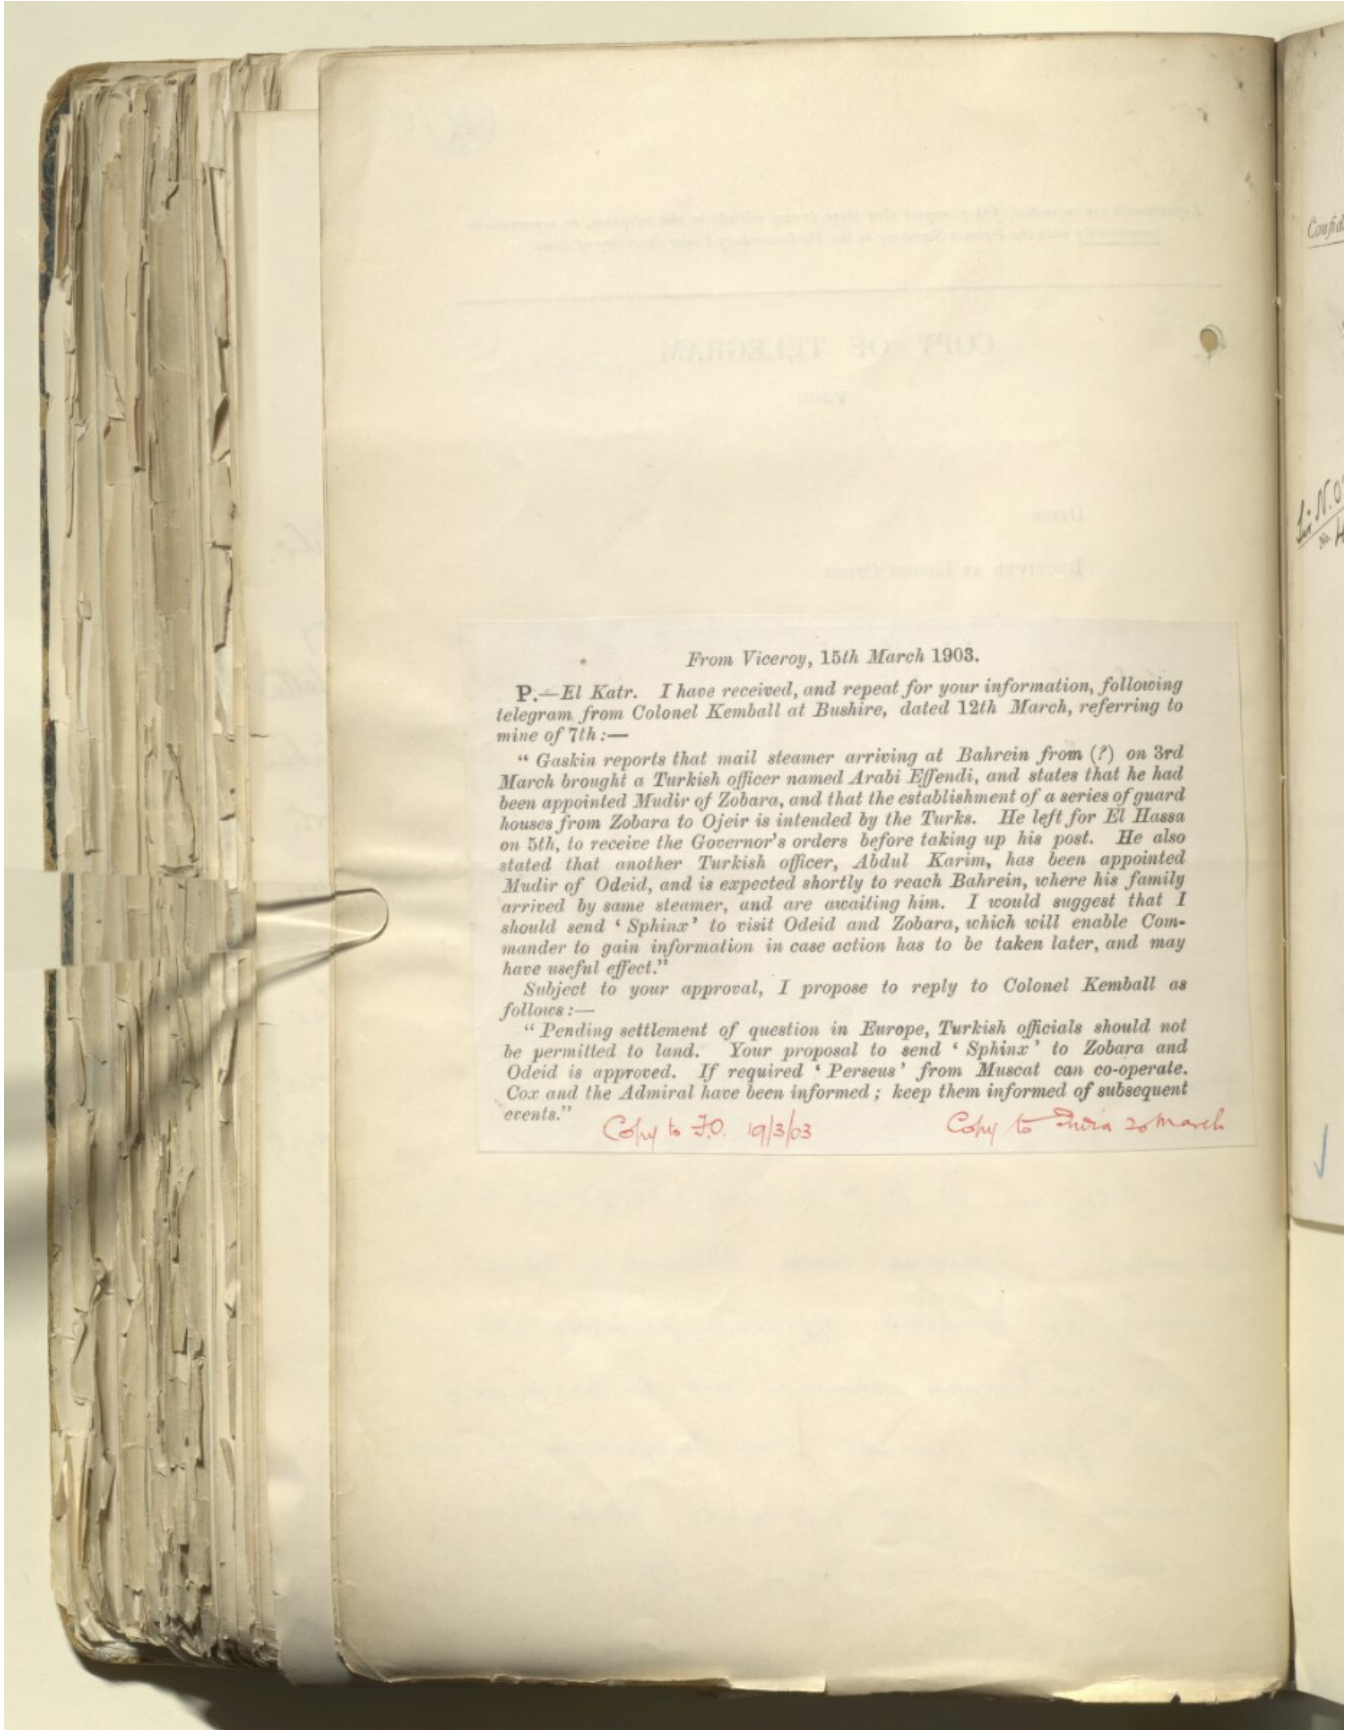 From Viceroy, 15th March 1903.
P.—El Katr. I have received, and repeat for your information, following
telegram from Colonel Kemball at Bushire, dated 12th March, referring to
mine of 7th:—
“ Gaskin reports that mail steamer arriving at Bahrein from (?) on 3rd
March brought a Turkish officer named Arabi Effendi, and states that he had
been appointed Mudir of Zobara, and that the establishment of a series of guard
houses from Zobara to Ojeir is intended by the Turks. He left for El Hassa
on 5th, to receive the Governor's orders before taking up his post. He also
stated that another Turkish officer, Abdul Karim, has been appointed
Mudir of Odeid, and is expected shortly to reach Bahrein, where his family
arrived by same steamer, and are awaiting him. I would suggest that I
should send ‘ Sphinx’ to visit Odeid and Zobara, which will enable Com-
mander to gain information in case action has to be taken later, and may
have useful effect.”
Subject to your approval, I propose to reply to Colonel Kemball as
follows:—
“ Pending settlement of question in Europe, Turkish officials should not
be permitted to land. Your proposal to send ‘ Sphinx’ to Zobara and
Odeid is approved. If required ‘ Perseus’ from Muscat can co-operate.
Cox and the Admiral have been informed; keep them informed of subsequent
events.”
Copy to F.O. 19/3/03
Copy to India 20 March
COPY OF TELEGRAM
DATED
RECEIVED AT LONDON OFFICE
Confid
Sir N. O'
No.